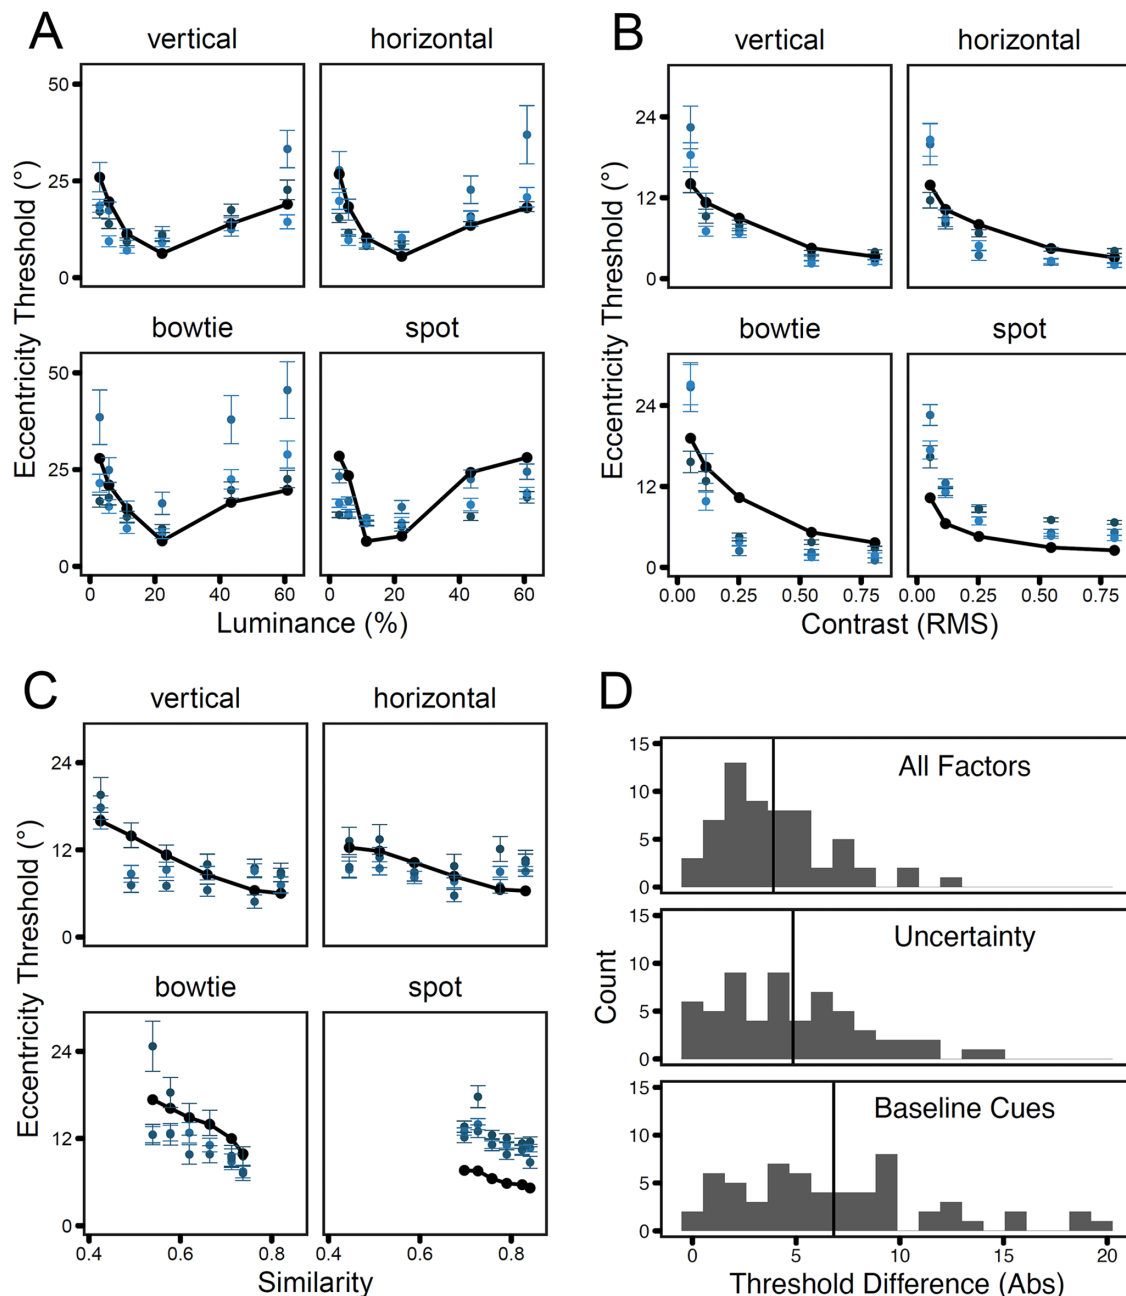 A
vertical
horizontal
50
25
0
bowtie
spot
50
25
0
0 20 40 60
0 20 40 60
Eccentricity Threshold (°)
Luminance (%)
B
vertical
horizontal
24
12
0
bowtie
spot
24
12
0
0.00 0.25 0.50 0.75
0.00 0.25 0.50 0.75
Eccentricity Threshold (°)
Contrast (RMS)
C
vertical
horizontal
24
12
0
bowtie
spot
24
12
0
0.4 0.6 0.8
0.4 0.6 0.8
Eccentricity Threshold (°)
Similarity
D
15
10
5
0
All Factors
15
10
5
0
Uncertainty
15
10
5
0
Baseline Cues
0 5 10 15 20
Count
Threshold Difference (Abs)